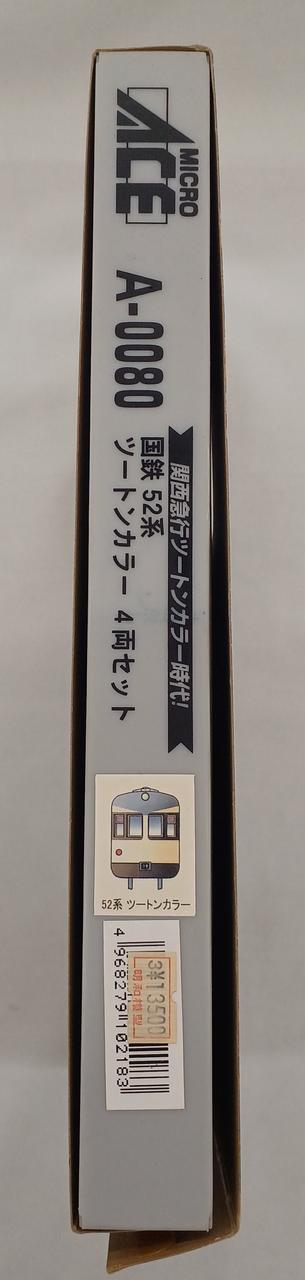 MICRO
ACE
A-0080
関西急行ツートンカラー時代!
国鉄 52系
ツートンカラー 4両セット
52系 ツートンカラー
3¥13500
4 968279 102183